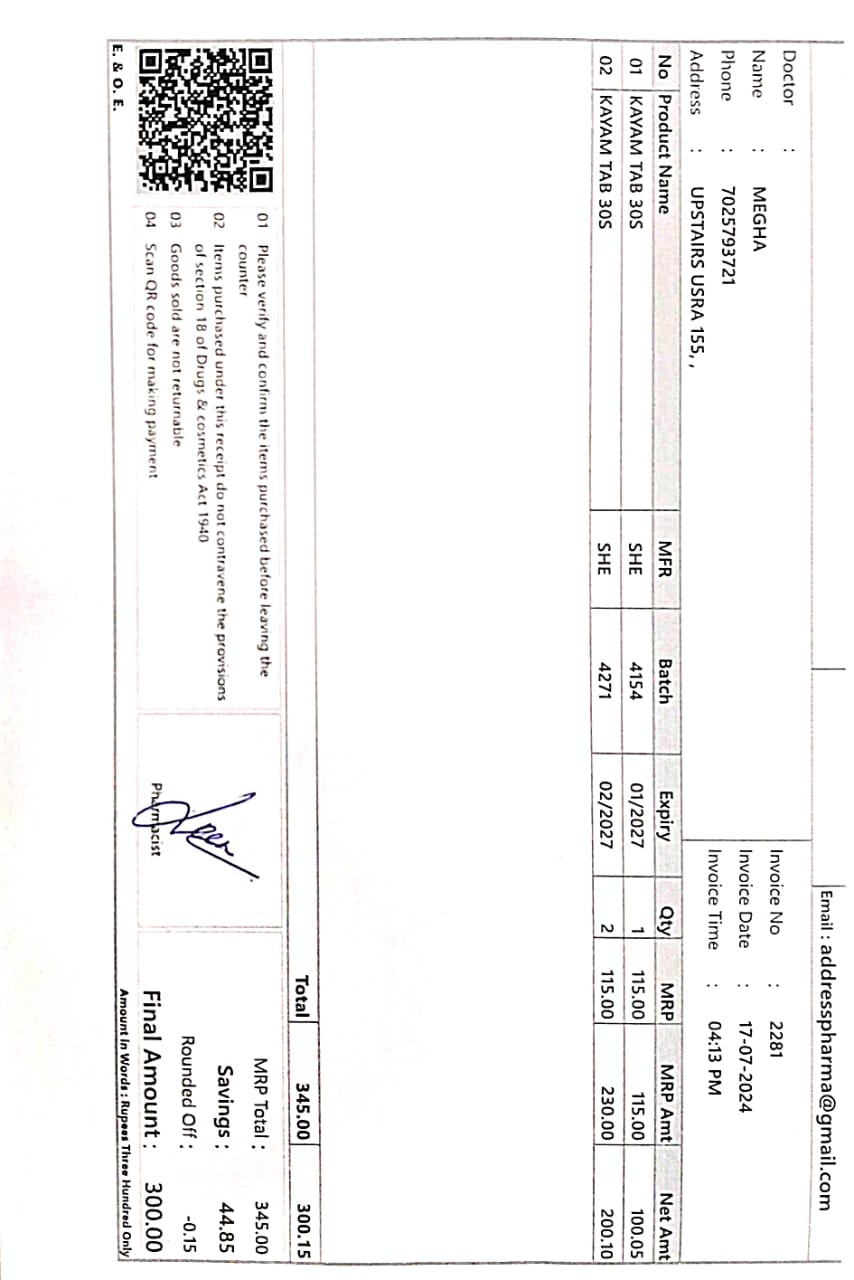 Email : addresspharma@gmail.com
Doctor :
Name : MEGHA
Phone : 7025793721
Address : UPSTAIRS USRA 155, ,
Invoice No : 2281
Invoice Date : 17-07-2024
Invoice Time : 04:13 PM
No Product Name MFR Batch Expiry Qty MRP MRP Amt Net Amt
01 KAYAM TAB 30S SHE 4154 01/2027 1 115.00 115.00 100.05
02 KAYAM TAB 30S SHE 4271 02/2027 2 115.00 230.00 200.10
Total 345.00 300.15
01 Please verify and confirm the items purchased before leaving the
counter
02 Items purchased under this receipt do not contravene the provisions
of section 18 of Drugs & cosmetics Act 1940
03 Goods sold are not returnable
04 Scan QR code for making payment
Pharmacist
MRP Total : 345.00
Savings : 44.85
Rounded Off : -0.15
Final Amount : 300.00
E. & O. E.
Amount In Words : Rupees Three Hundred Only